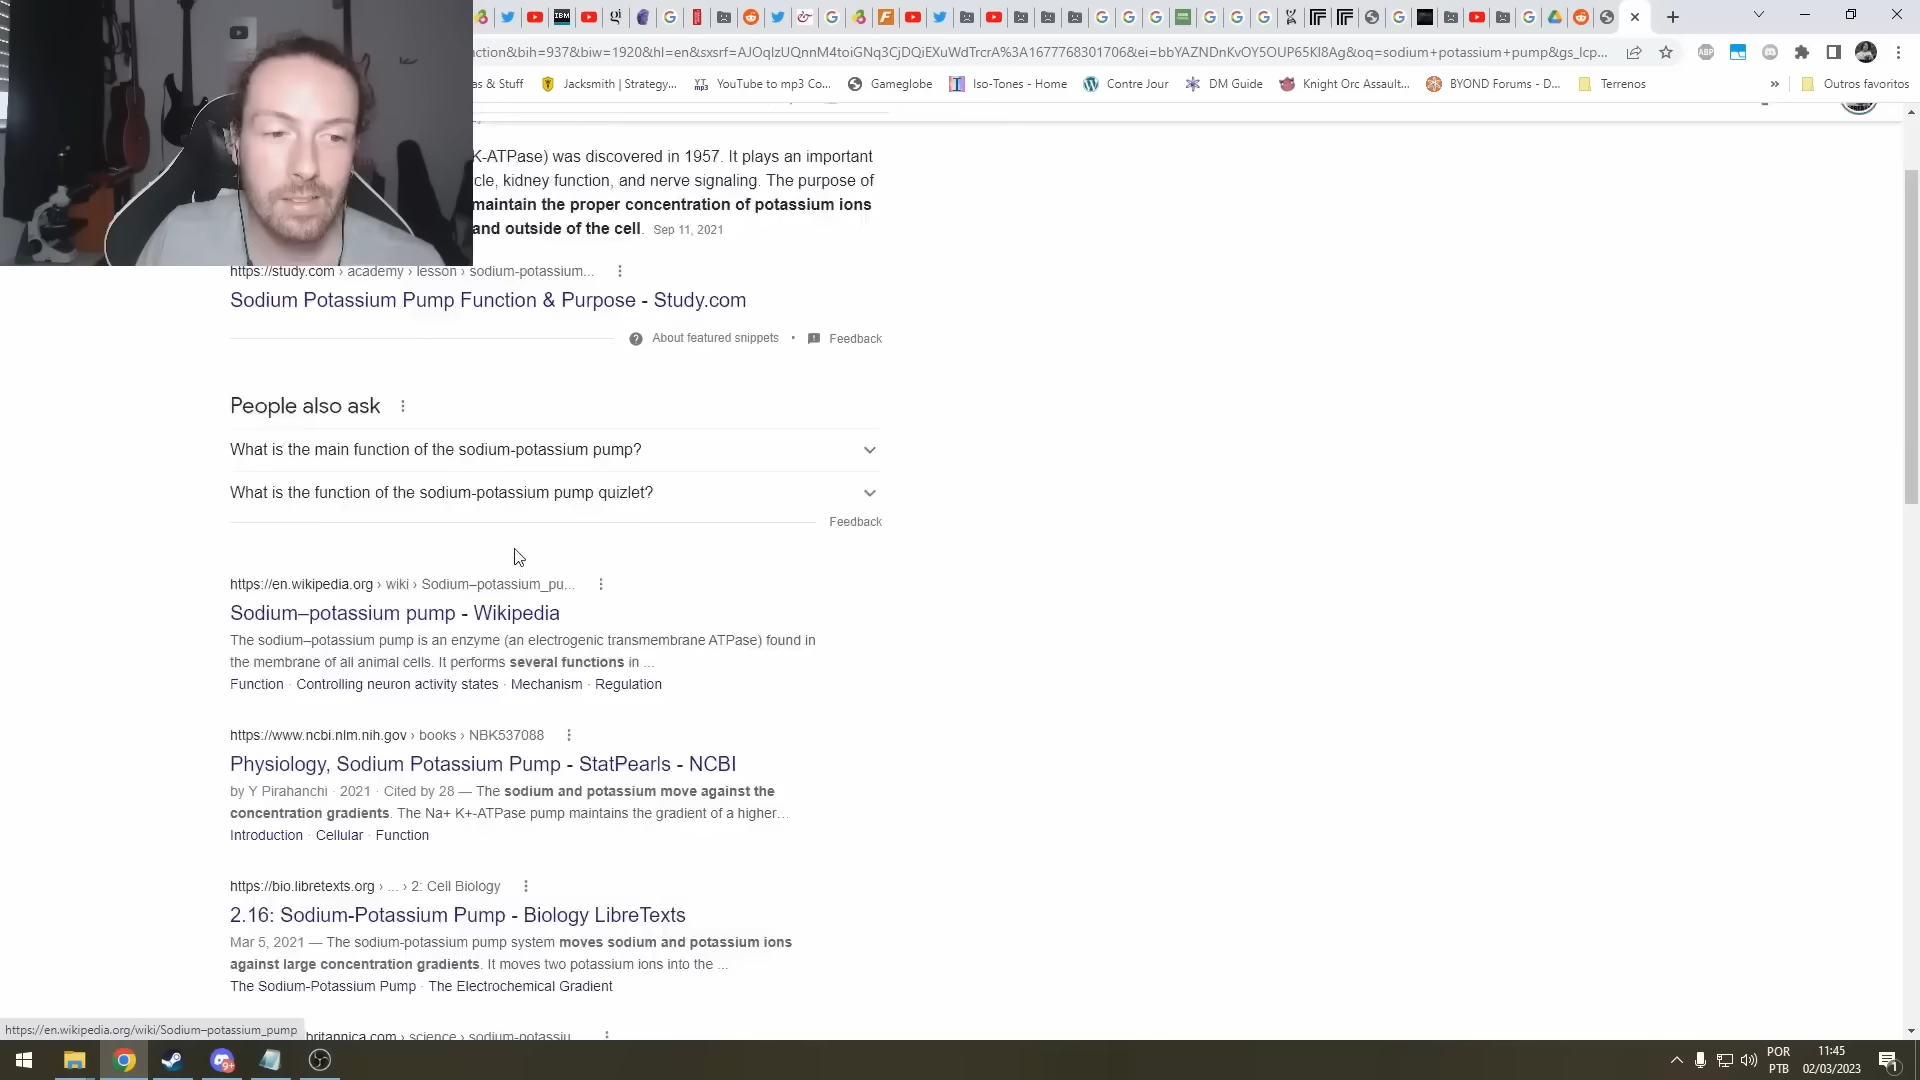 nction&bih=937&biw=1920&hl=en&sxsrf=AJOqlzUQnnM4toiGNq3CjDQiEXuWdTrcrA%3A1677768301706&ei=bbYAZNDnKvOY5OUP65KI8Ag&oq=sodium+potassium+pump&gs_lcp...
as & Stuff
Jacksmith | Strategy...
YouTube to mp3 Co...
Gameglobe
Iso-Tones - Home
Contre Jour
DM Guide
Knight Orc Assault...
BYOND Forums - D...
Terrenos
»
Outros favoritos
K-ATPase) was discovered in 1957. It plays an important
cle, kidney function, and nerve signaling. The purpose of
maintain the proper concentration of potassium ions
and outside of the cell. Sep 11, 2021
https://study.com › academy › lesson › sodium-potassium...
Sodium Potassium Pump Function & Purpose - Study.com
About featured snippets • Feedback
People also ask
What is the main function of the sodium-potassium pump?
What is the function of the sodium-potassium pump quizlet?
Feedback
https://en.wikipedia.org › wiki › Sodium–potassium_pu...
Sodium–potassium pump - Wikipedia
The sodium–potassium pump is an enzyme (an electrogenic transmembrane ATPase) found in
the membrane of all animal cells. It performs several functions in ...
Function · Controlling neuron activity states · Mechanism · Regulation
https://www.ncbi.nlm.nih.gov › books › NBK537088
Physiology, Sodium Potassium Pump - StatPearls - NCBI
by Y Pirahanchi · 2021 · Cited by 28 — The sodium and potassium move against the
concentration gradients. The Na+ K+-ATPase pump maintains the gradient of a higher...
Introduction · Cellular · Function
https://bio.libretexts.org › ... › 2: Cell Biology
2.16: Sodium-Potassium Pump - Biology LibreTexts
Mar 5, 2021 — The sodium-potassium pump system moves sodium and potassium ions
against large concentration gradients. It moves two potassium ions into the ...
The Sodium-Potassium Pump · The Electrochemical Gradient
https://en.wikipedia.org/wiki/Sodium–potassium_pump
britannica.com › science › sodium-potassiu
POR
PTB
11:45
02/03/2023